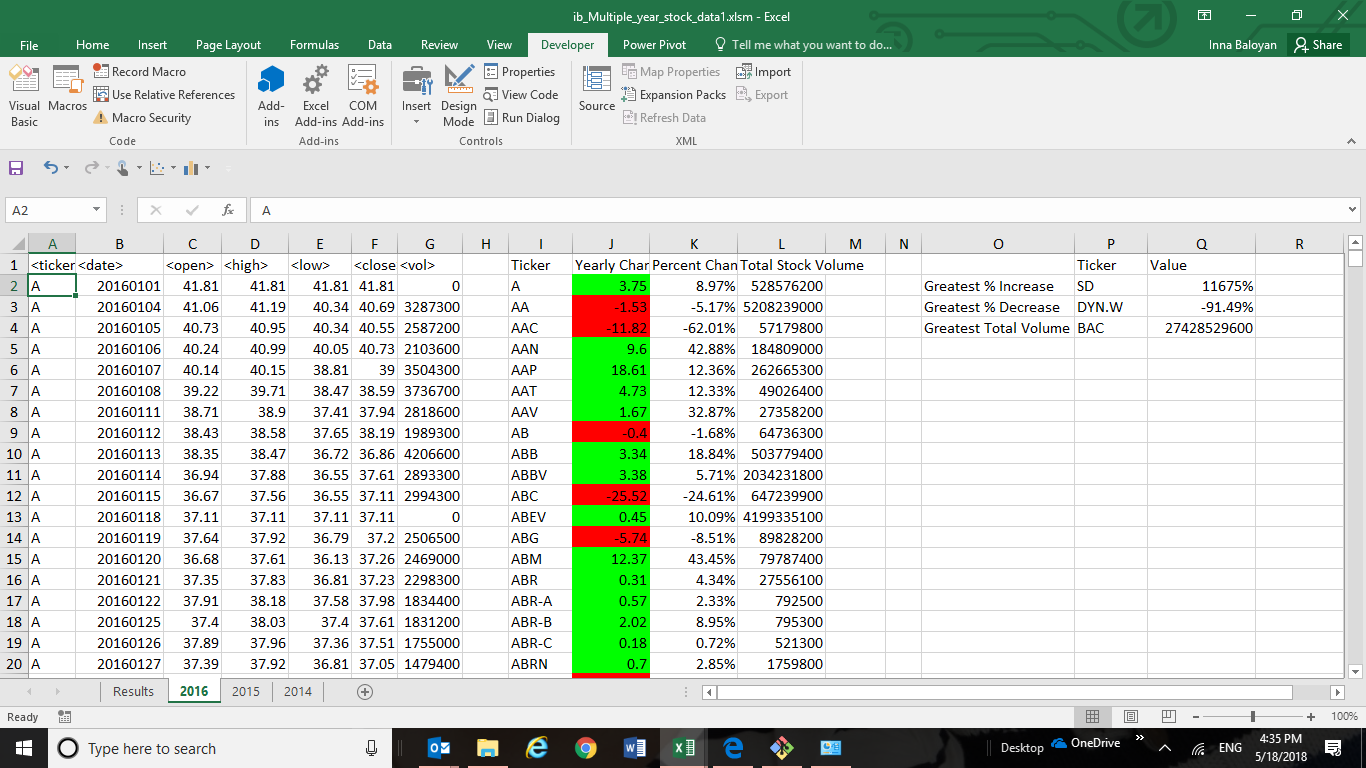 ib_Multiple_year_stock_data1.xlsm - Excel
File Home Insert Page Layout Formulas Data Review View Developer Power Pivot Tell me what you want to do... Inna Baloyan Share
Visual Basic
Macros
Record Macro
Use Relative References
Macro Security
Code
Add-ins
Excel Add-ins
COM Add-ins
Add-ins
Insert
Design Mode
Properties
View Code
Run Dialog
Controls
Source
Map Properties
Expansion Packs
Refresh Data
Import
Export
XML
A2 fx A
A B C D E F G H I J K L M N O P Q R
1 <ticker <date> <open> <high> <low> <close <vol> Ticker Yearly Char Percent Chan Total Stock Volume Ticker Value
2 A 20160101 41.81 41.81 41.81 41.81 0 A 3.75 8.97% 528576200 Greatest % Increase SD 11675%
3 A 20160104 41.06 41.19 40.34 40.69 3287300 AA -1.53 -5.17% 5208239000 Greatest % Decrease DYN.W -91.49%
4 A 20160105 40.73 40.95 40.34 40.55 2587200 AAC -11.82 -62.01% 57179800 Greatest Total Volume BAC 27428529600
5 A 20160106 40.24 40.99 40.05 40.73 2103600 AAN 9.6 42.88% 184809000
6 A 20160107 40.14 40.15 38.81 39 3504300 AAP 18.61 12.36% 262665300
7 A 20160108 39.22 39.71 38.47 38.59 3736700 AAT 4.73 12.33% 49026400
8 A 20160111 38.71 38.9 37.41 37.94 2818600 AAV 1.67 32.87% 27358200
9 A 20160112 38.43 38.58 37.65 38.19 1989300 AB -0.4 -1.68% 64736300
10 A 20160113 38.35 38.47 36.72 36.86 4206600 ABB 3.34 18.84% 503779400
11 A 20160114 36.94 37.88 36.55 37.61 2893300 ABBV 3.38 5.71% 2034231800
12 A 20160115 36.67 37.56 36.55 37.11 2994300 ABC -25.52 -24.61% 647239900
13 A 20160118 37.11 37.11 37.11 37.11 0 ABEV 0.45 10.09% 4199335100
14 A 20160119 37.64 37.92 36.79 37.2 2506500 ABG -5.74 -8.51% 89828200
15 A 20160120 36.68 37.61 36.13 37.26 2469000 ABM 12.37 43.45% 79787400
16 A 20160121 37.35 37.83 36.81 37.23 2298300 ABR 0.31 4.34% 27556100
17 A 20160122 37.91 38.18 37.58 37.98 1834400 ABR-A 0.57 2.33% 792500
18 A 20160125 37.4 38.03 37.4 37.61 1831200 ABR-B 2.02 8.95% 795300
19 A 20160126 37.89 37.96 37.36 37.51 1755000 ABR-C 0.18 0.72% 521300
20 A 20160127 37.39 37.92 36.81 37.05 1479400 ABRN 0.7 2.85% 1759800
Results 2016 2015 2014
Ready 100%
Type here to search Desktop OneDrive ENG 4:35 PM
5/18/2018